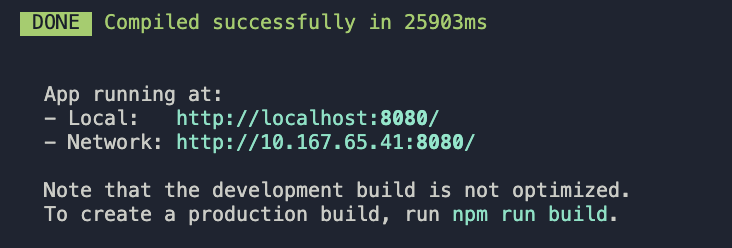 DONE Compiled successfully in 25903ms
App running at:
- Local: http://localhost:8080/
- Network: http://10.167.65.41:8080/
Note that the development build is not optimized.
To create a production build, run npm run build.